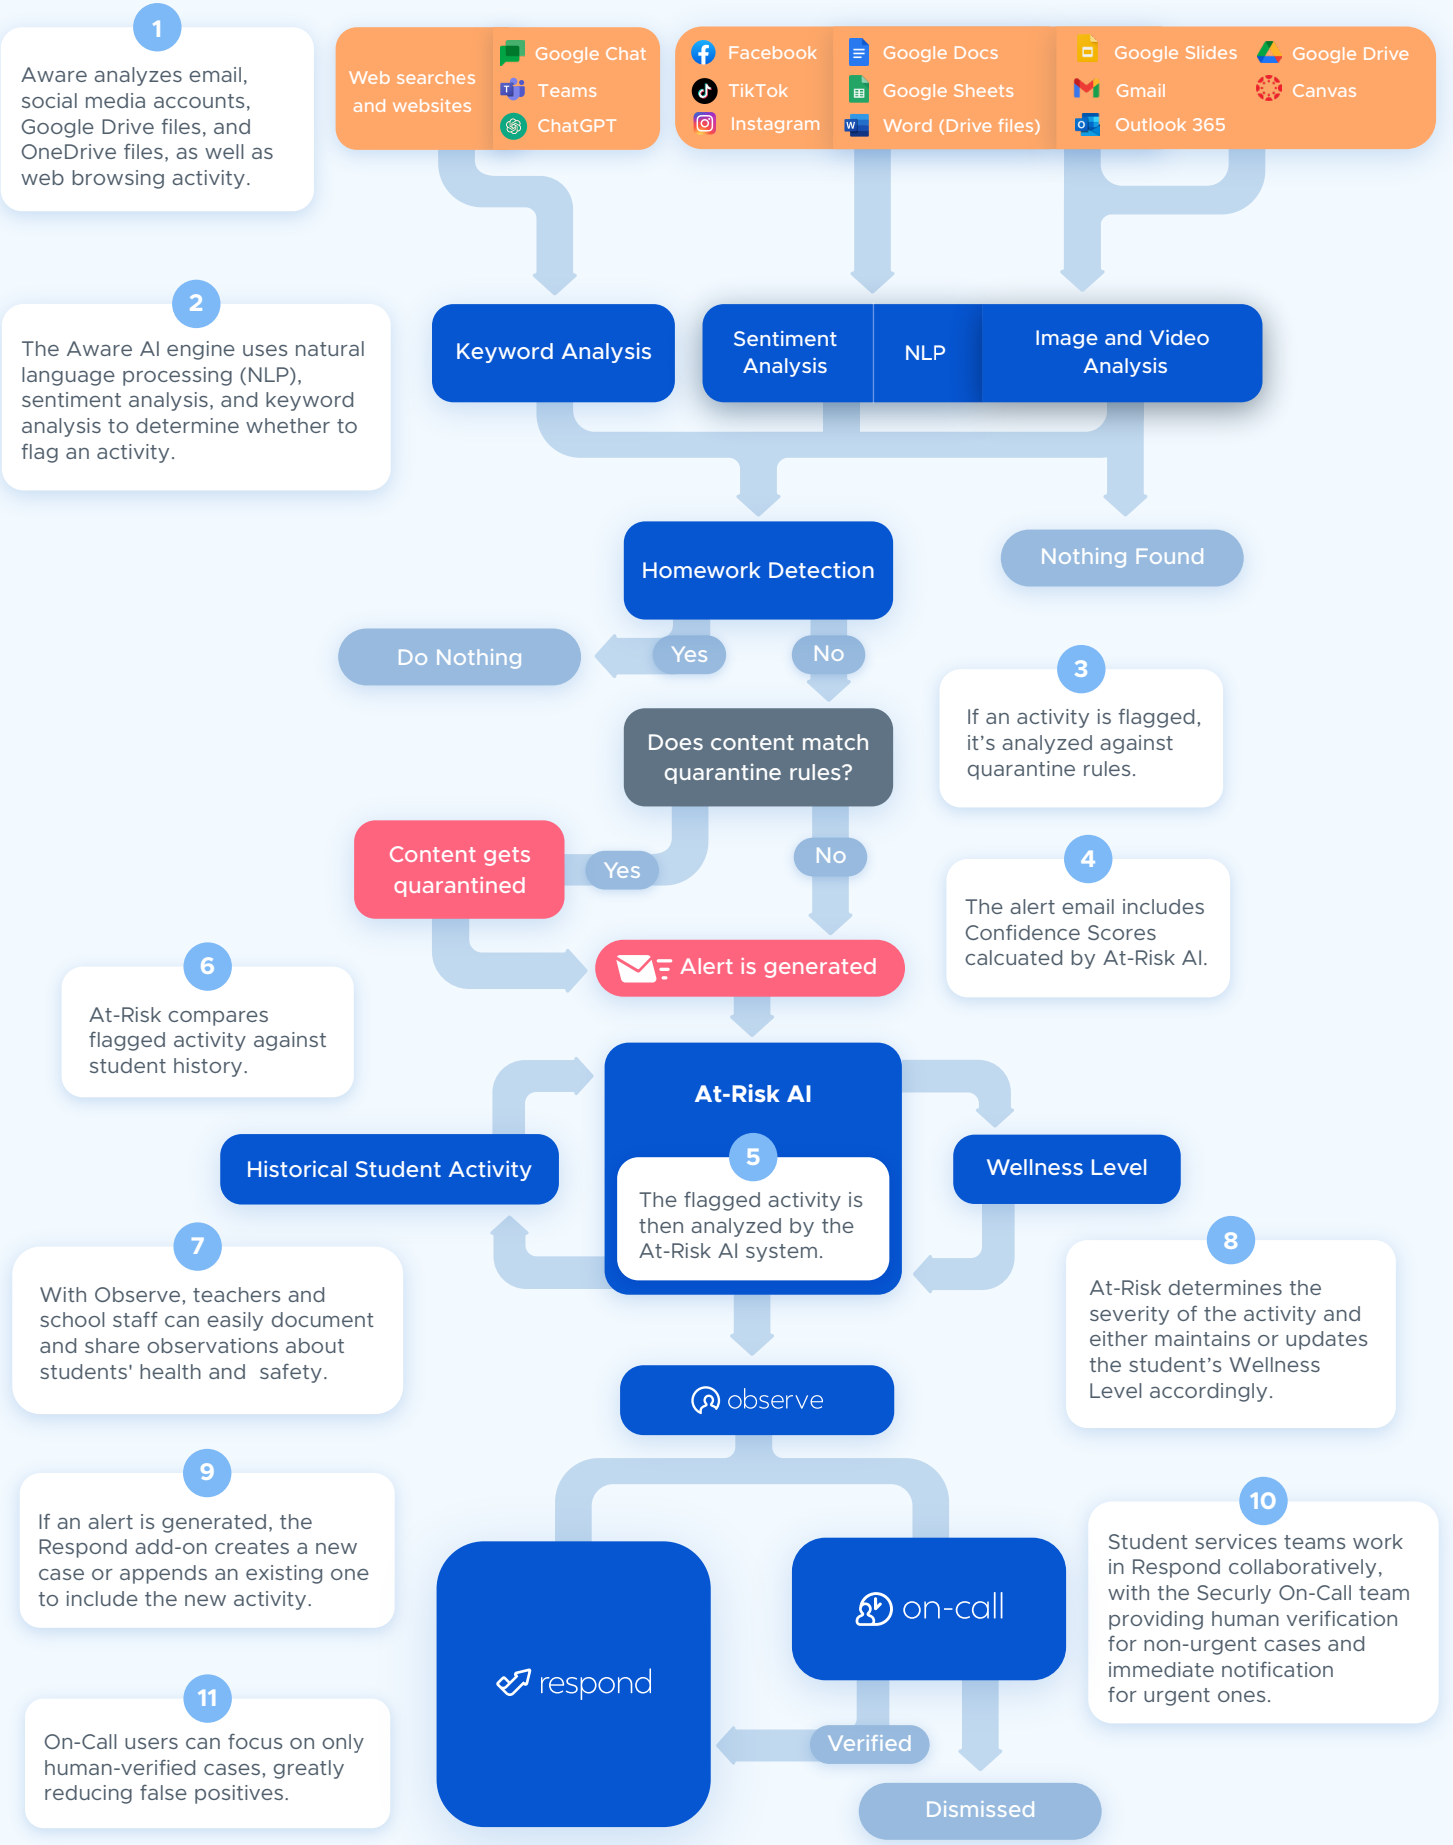 1
Aware analyzes email,
social media accounts,
Google Drive files, and
OneDrive files, as well as
web browsing activity.
Web searches
and websites
Google Chat
Teams
ChatGPT
Facebook
TikTok
Instagram
Google Docs
Google Sheets
Word (Drive files)
Google Slides
Gmail
Outlook 365
Google Drive
Canvas
2
The Aware AI engine uses natural
language processing (NLP),
sentiment analysis, and keyword
analysis to determine whether to
flag an activity.
Keyword Analysis
Sentiment
Analysis
NLP
Image and Video
Analysis
Homework Detection
Nothing Found
Do Nothing
Yes
No
3
If an activity is flagged,
it's analyzed against
quarantine rules.
Does content match
quarantine rules?
Content gets
quarantined
Yes
No
4
The alert email includes
Confidence Scores
calcuated by At-Risk AI.
Alert is generated
6
At-Risk compares
flagged activity against
student history.
At-Risk AI
5
The flagged activity is
then analyzed by the
At-Risk AI system.
Historical Student Activity
Wellness Level
7
With Observe, teachers and
school staff can easily document
and share observations about
students' health and safety.
8
At-Risk determines the
severity of the activity and
either maintains or updates
the student’s Wellness
Level accordingly.
observe
9
If an alert is generated, the
Respond add-on creates a new
case or appends an existing one
to include the new activity.
10
Student services teams work
in Respond collaboratively,
with the Securly On-Call team
providing human verification
for non-urgent cases and
immediate notification
for urgent ones.
on-call
respond
11
On-Call users can focus on only
human-verified cases, greatly
reducing false positives.
Verified
Dismissed